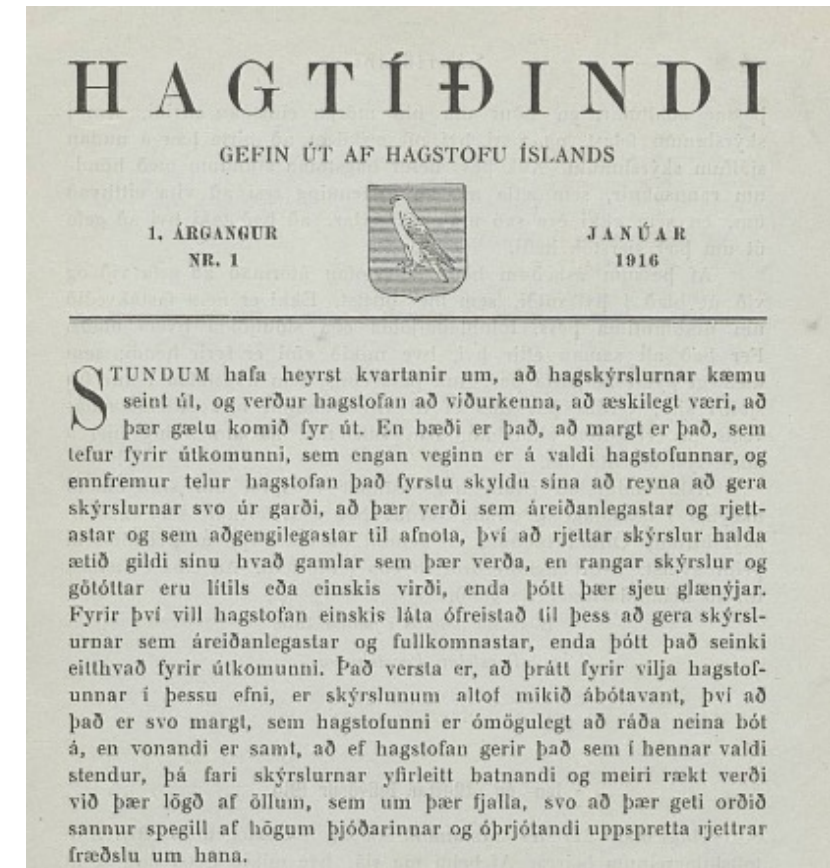 HAGTÍÐINDI
GEFIN ÚT AF HAGSTOFU ÍSLANDS
1. ÁRGANGUR
NR. 1
JANÚAR
1916
STUNDUM hafa heyrst kvartanir um, að hagskýrslurnar kæmu
seint út, og verður hagstofan að viðurkenna, að æskilegt væri, að
þær gætu komið fyr út. En bæði er það, að margt er það, sem
tefur fyrir útkomunni, sem engan veginn er á valdi hagstofunnar, og
ennfremur telur hagstofan það fyrstu skyldu sína að reyna að gera
skýrslurnar svo úr garði, að þær verði sem áreiðanlegastar og rjett-
astar og sem aðgengilegastar til afnota, því að rjettar skýrslur halda
ætið gildi sínu hvað gamlar sem þær verða, en rangar skýrslur og
götóttar eru lítils eða einskis virði, enda þótt þær sjeu glænýjar.
Fyrir því vill hagstofan einskis láta ófreistað til þess að gera skýrsl-
urnar sem áreiðanlegastar og fullkomnastar, enda þótt það seinki
eitthvað fyrir útkomunni. Það versta er, að þrátt fyrir vilja hagstof-
unnar í þessu efni, er skýrslunum altof mikið ábótavant, því að
það er svo margt, sem hagstofunni er ómögulegt að ráða neina bót
á, en vonandi er samt, að ef hagstofan gerir það sem í hennar valdi
stendur, þá fari skýrslurnar yfirleitt batnandi og meiri rækt verði
við þær lögð af öllum, sem um þær fjalla, svo að þær geti orðið
sannur spegill af högum þjóðarinnar og óþrjótandi uppspretta rjettrar
fræðslu um hana.